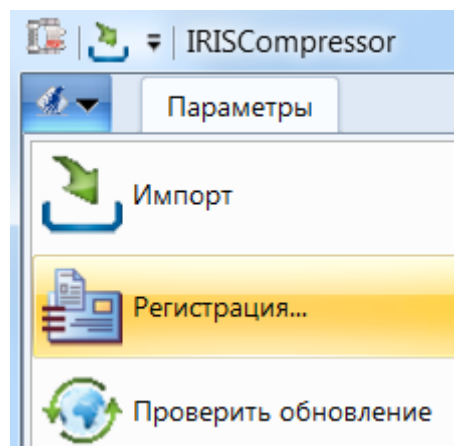 IRISCompressor
Параметры
Импорт
Регистрация...
Проверить обновление